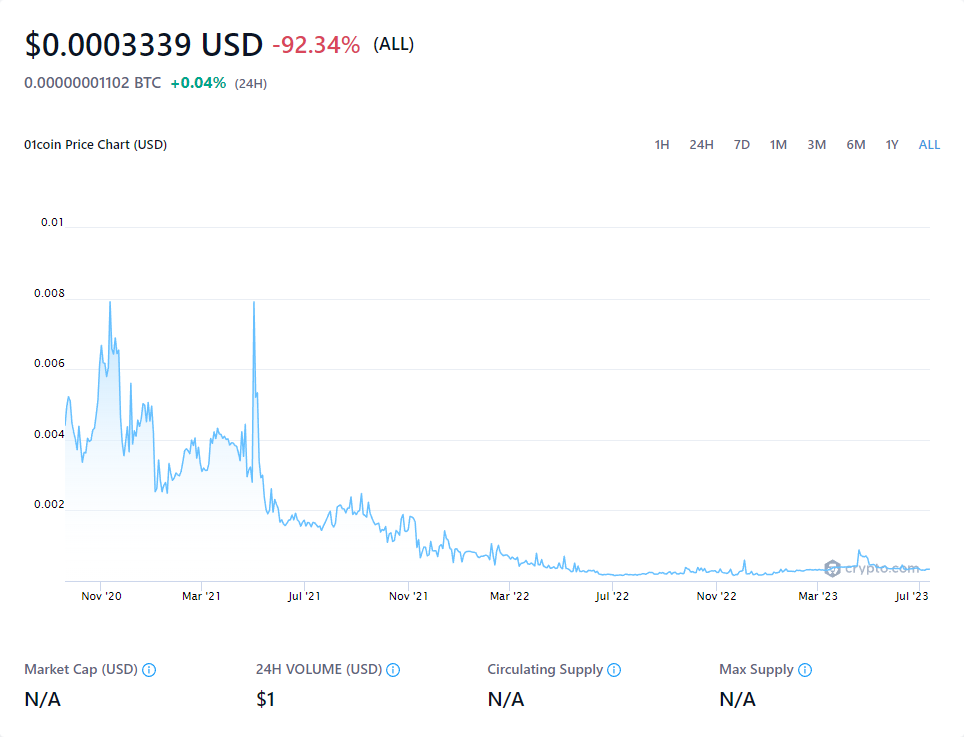 $0.0003339 USD -92.34% (ALL)
0.00000001102 BTC +0.04% (24H)
01coin Price Chart (USD) 1H 24H 7D 1M 3M 6M 1Y ALL
0.01
0.008
0.006
0.004
0.002
crypto.com
Nov '20 Mar '21 Jul '21 Nov '21 Mar '22 Jul '22 Nov '22 Mar '23 Jul '23
Market Cap (USD) 24H VOLUME (USD) Circulating Supply Max Supply
N/A $1 N/A N/A